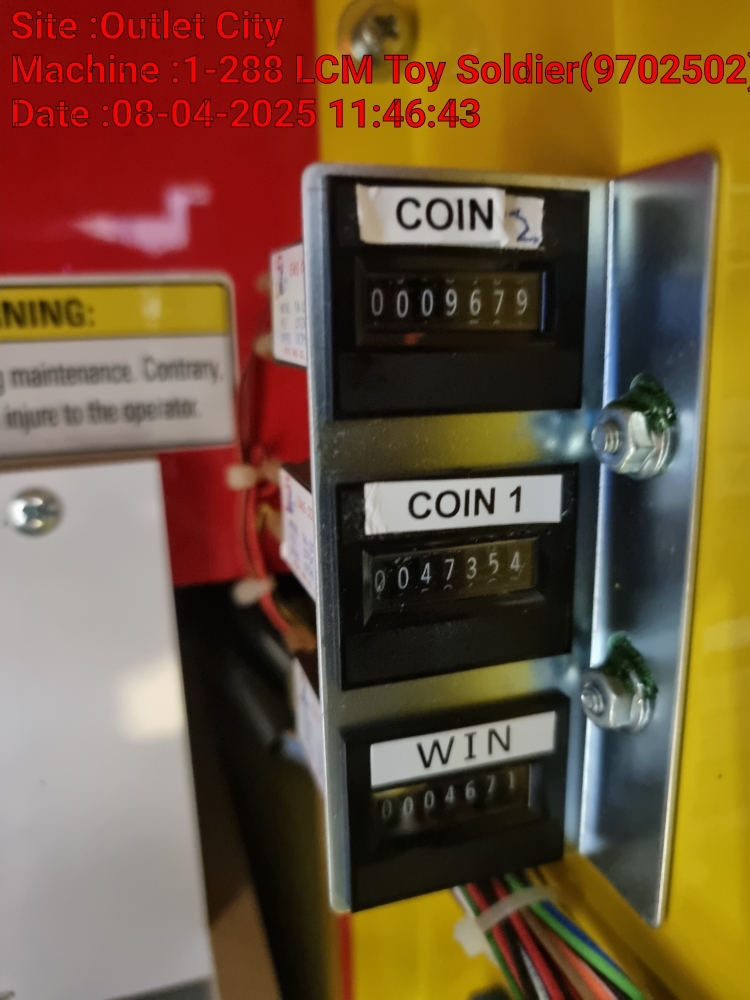 Site :Outlet City
Machine :1-288 LCM Toy Soldier(9702502)
Date :08-04-2025 11:46:43
COIN 2
0009679
NING:
g maintenance. Contrary,
injure to the operator.
COIN 1
0047354
WIN
0004671